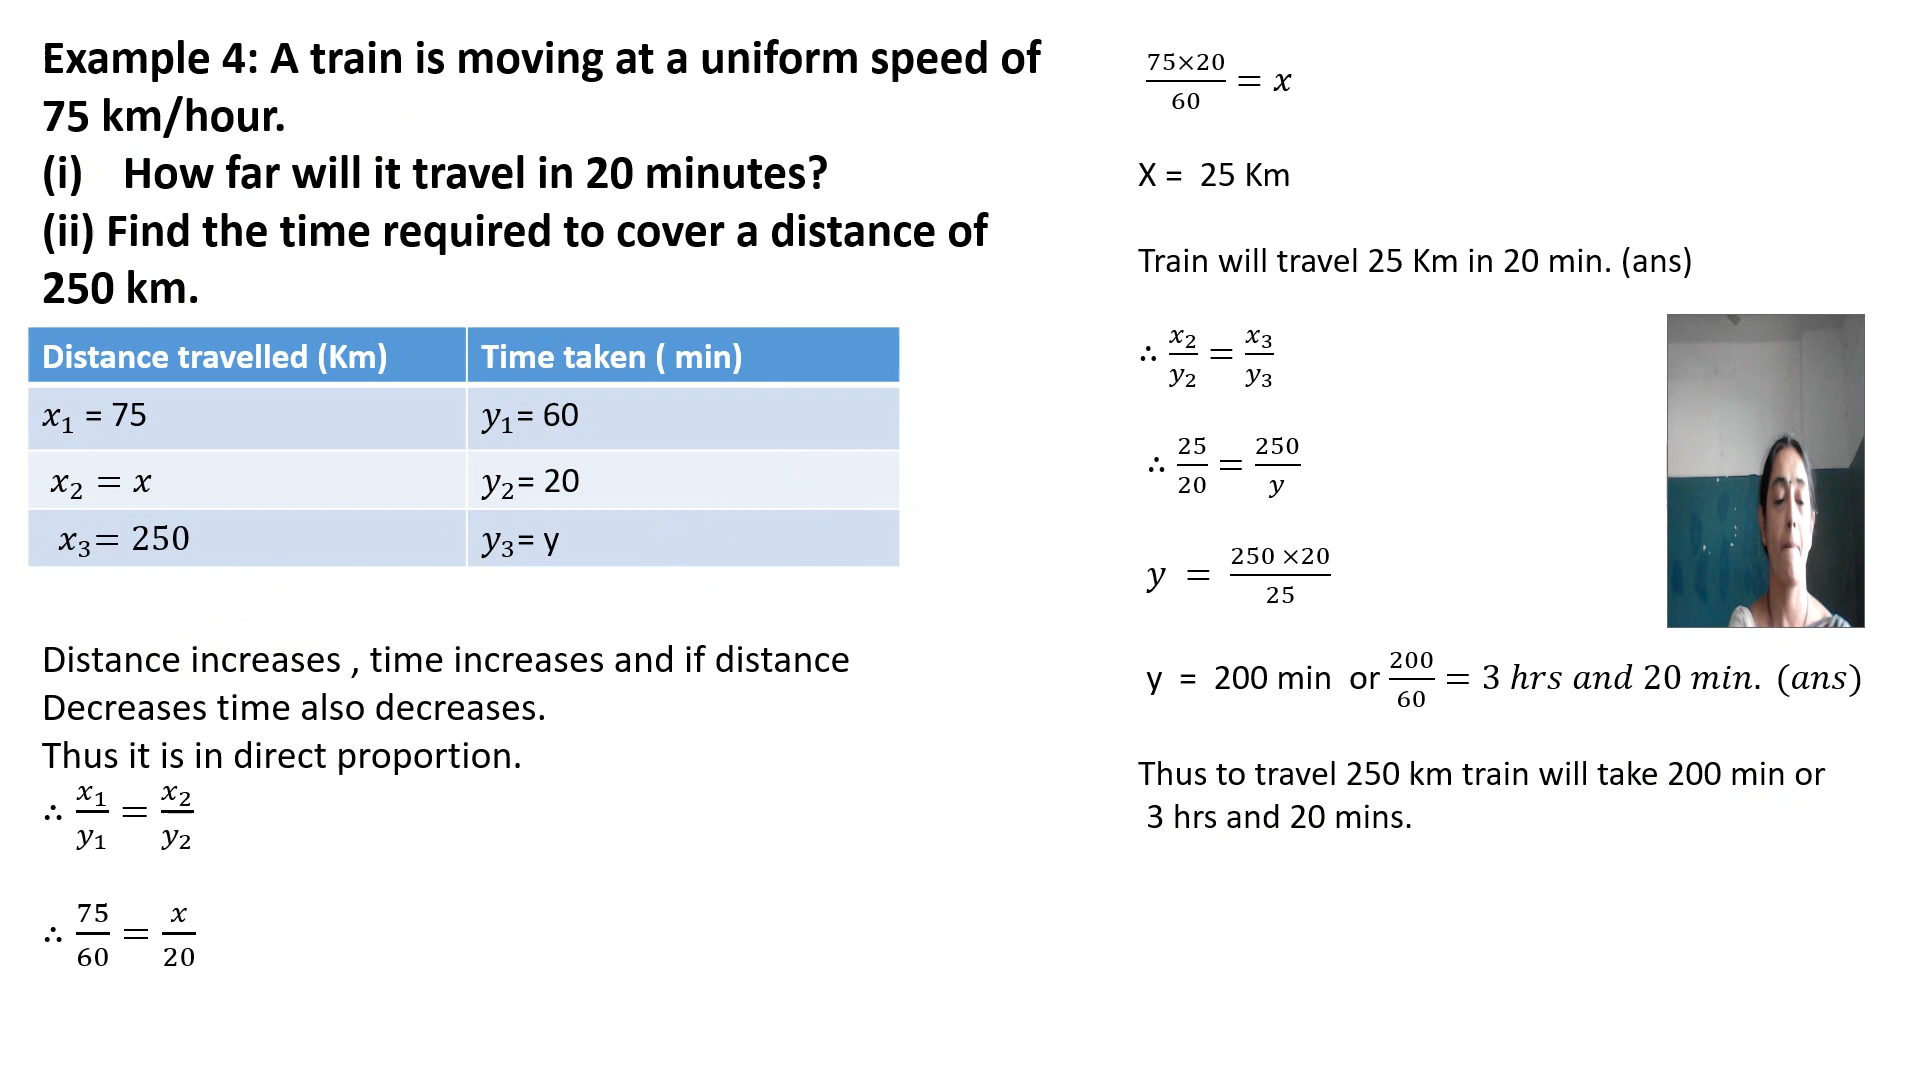 Example 4: A train is moving at a uniform speed of
75 km/hour.
(i) How far will it travel in 20 minutes?
(ii) Find the time required to cover a distance of
250 km.
Distance travelled (Km) Time taken ( min)
x₁ = 75 y₁= 60
x₂ = x y₂= 20
x₃= 250 y₃= y
Distance increases , time increases and if distance
Decreases time also decreases.
Thus it is in direct proportion.
∴ x₁/y₁ = x₂/y₂
∴ 75/60 = x/20
75×20/60 = x
X = 25 Km
Train will travel 25 Km in 20 min. (ans)
∴ x₂/y₂ = x₃/y₃
∴ 25/20 = 250/y
y = 250 ×20/25
y = 200 min or 200/60 = 3 hrs and 20 min. (ans)
Thus to travel 250 km train will take 200 min or
3 hrs and 20 mins.